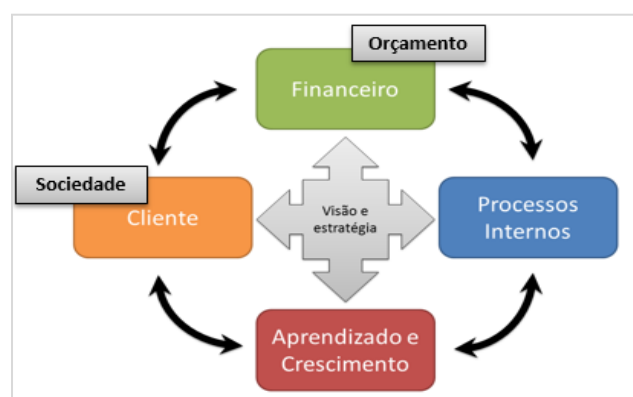 Orçamento
Financeiro
Sociedade
Cliente
Visão e
estratégia
Processos
Internos
Aprendizado e
Crescimento